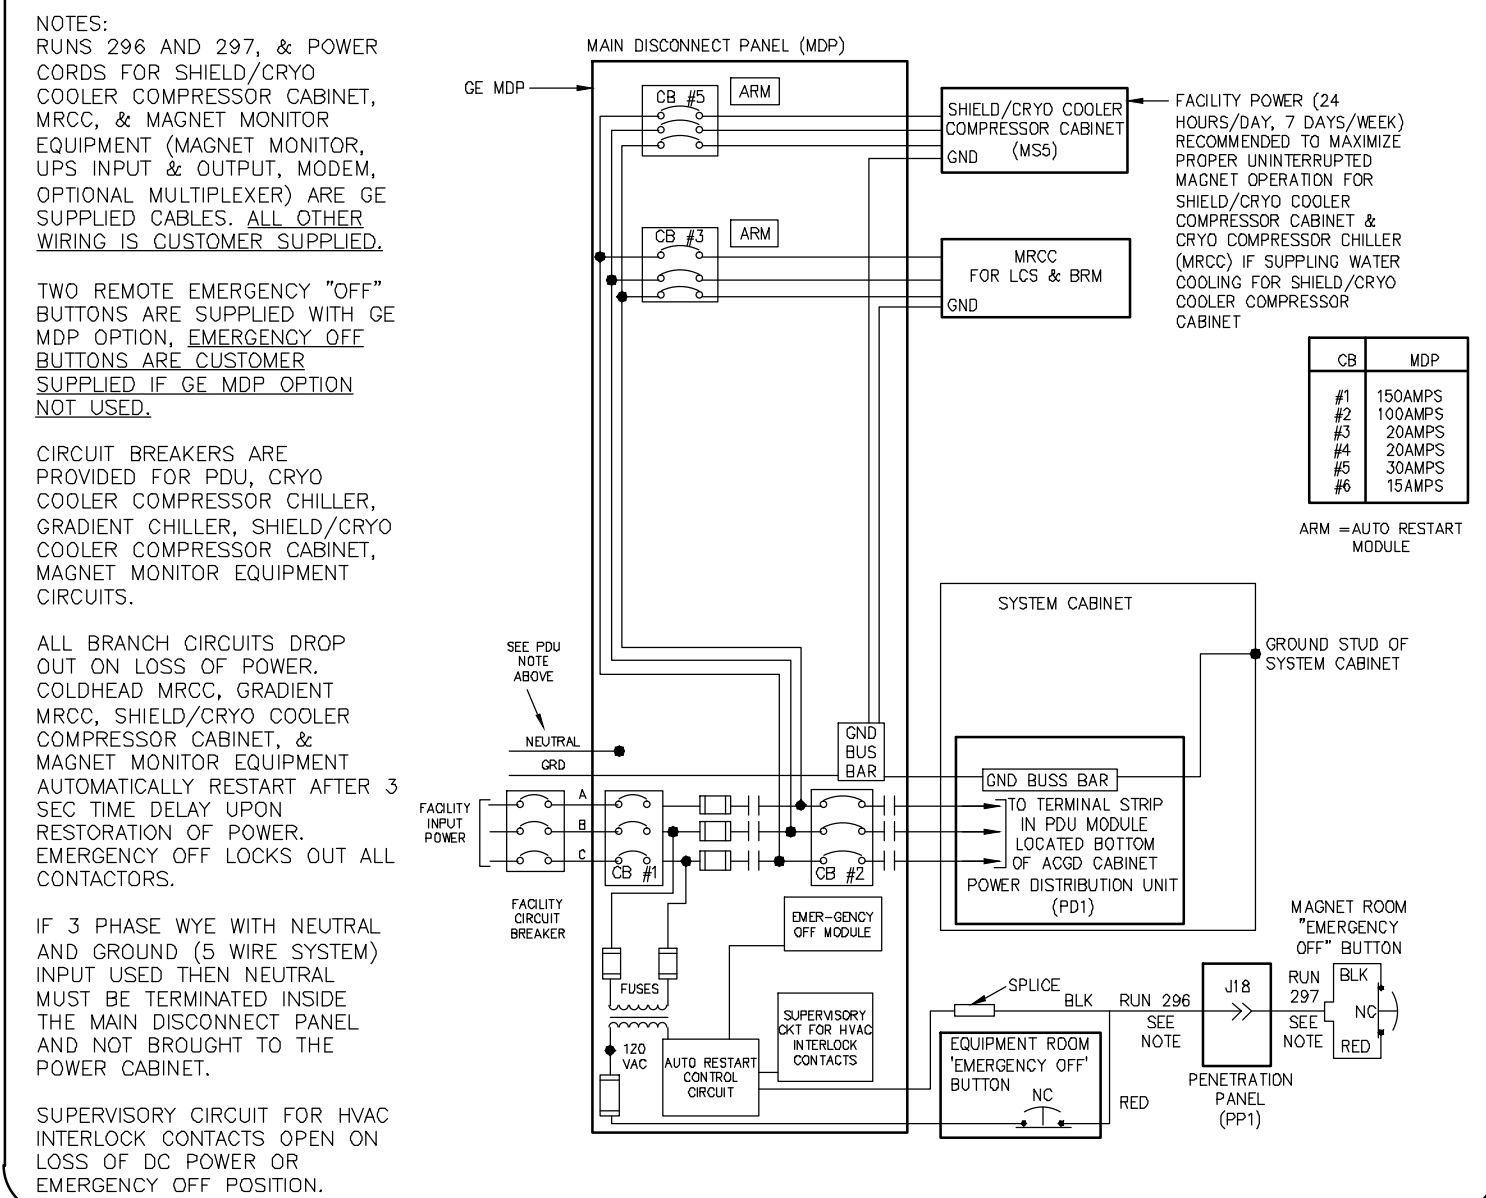 NOTES:
RUNS 296 AND 297, & POWER
CORDS FOR SHIELD/CRYO
COOLER COMPRESSOR CABINET,
MRCC, & MAGNET MONITOR
EQUIPMENT (MAGNET MONITOR,
UPS INPUT & OUTPUT, MODEM,
OPTIONAL MULTIPLEXER) ARE GE
SUPPLIED CABLES. ALL OTHER
WIRING IS CUSTOMER SUPPLIED.
TWO REMOTE EMERGENCY "OFF"
BUTTONS ARE SUPPLIED WITH GE
MDP OPTION, EMERGENCY OFF
BUTTONS ARE CUSTOMER
SUPPLIED IF GE MDP OPTION
NOT USED.
CIRCUIT BREAKERS ARE
PROVIDED FOR PDU, CRYO
COOLER COMPRESSOR CHILLER,
GRADIENT CHILLER, SHIELD/CRYO
COOLER COMPRESSOR CABINET,
MAGNET MONITOR EQUIPMENT
CIRCUITS.
ALL BRANCH CIRCUITS DROP
OUT ON LOSS OF POWER.
COLDHEAD MRCC, GRADIENT
MRCC, SHIELD/CRYO COOLER
COMPRESSOR CABINET, &
MAGNET MONITOR EQUIPMENT
AUTOMATICALLY RESTART AFTER 3
SEC TIME DELAY UPON
RESTORATION OF POWER.
EMERGENCY OFF LOCKS OUT ALL
CONTACTORS.
IF 3 PHASE WYE WITH NEUTRAL
AND GROUND (5 WIRE SYSTEM)
INPUT USED THEN NEUTRAL
MUST BE TERMINATED INSIDE
THE MAIN DISCONNECT PANEL
AND NOT BROUGHT TO THE
POWER CABINET.
SUPERVISORY CIRCUIT FOR HVAC
INTERLOCK CONTACTS OPEN ON
LOSS OF DC POWER OR
EMERGENCY OFF POSITION.
MAIN DISCONNECT PANEL (MDP)
GE MDP
CB #5
ARM
SHIELD/CRYO COOLER
COMPRESSOR CABINET
(MS5)
GND
FACILITY POWER (24
HOURS/DAY, 7 DAYS/WEEK)
RECOMMENDED TO MAXIMIZE
PROPER UNINTERRUPTED
MAGNET OPERATION FOR
SHIELD/CRYO COOLER
COMPRESSOR CABINET &
CRYO COMPRESSOR CHILLER
(MRCC) IF SUPPLING WATER
COOLING FOR SHIELD/CRYO
COOLER COMPRESSOR
CABINET
CB #3
ARM
MRCC
FOR LCS & BRM
GND
CB MDP
#1 150AMPS
#2 100AMPS
#3 20AMPS
#4 20AMPS
#5 30AMPS
#6 15AMPS
ARM =AUTO RESTART
MODULE
SYSTEM CABINET
GROUND STUD OF
SYSTEM CABINET
SEE PDU
NOTE
ABOVE
NEUTRAL
GRD
GND
BUS
BAR
GND BUSS BAR
FACILITY
INPUT
POWER
A
B
C
CB #1
CB #2
TO TERMINAL STRIP
IN PDU MODULE
LOCATED BOTTOM
OF ACGD CABINET
POWER DISTRIBUTION UNIT
(PD1)
FACILITY
CIRCUIT
BREAKER
EMER-GENCY
OFF MODULE
FUSES
120
VAC
SUPERVISORY
CKT FOR HVAC
INTERLOCK
CONTACTS
AUTO RESTART
CONTROL
CIRCUIT
SPLICE
BLK
RUN 296
SEE
NOTE
EQUIPMENT ROOM
'EMERGENCY OFF'
BUTTON
NC
RED
J18
PENETRATION
PANEL
(PP1)
MAGNET ROOM
"EMERGENCY
OFF" BUTTON
RUN
297
SEE
NOTE
BLK
NC
RED